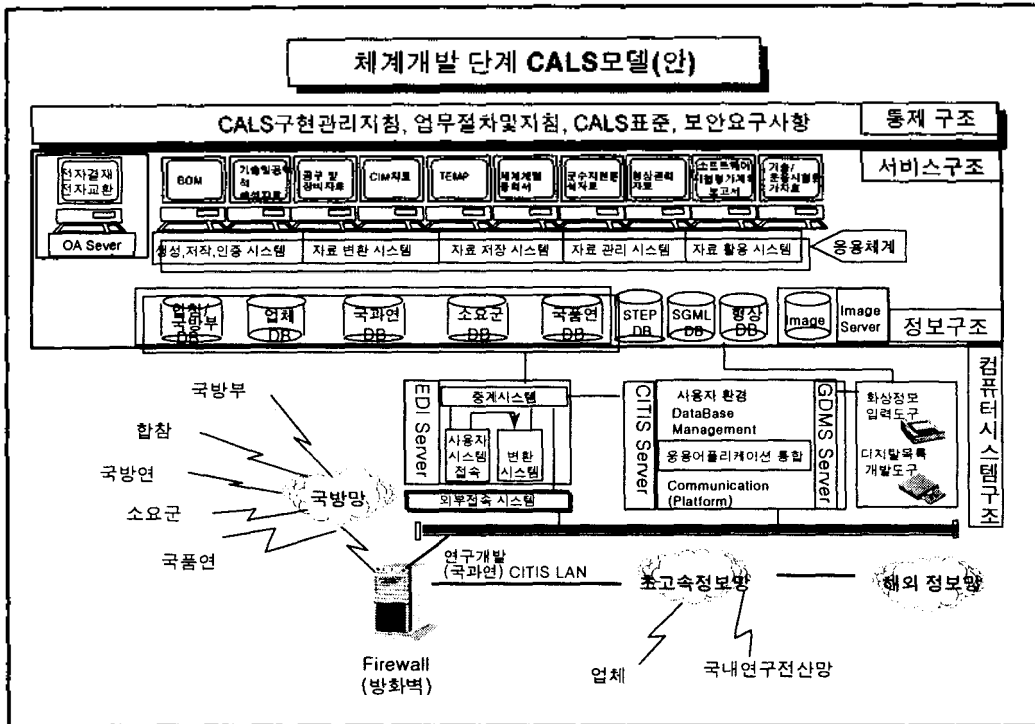 체계개발 단계 CALS모델(안)
CALS구현관리지침, 업무절차및지침, CALS표준, 보안요구사항
통제 구조
서비스구조
전자결재
전자교환
OA Sever
BOM
공구 및
장비자료
CIM자료
TEMP
형상관리
자료
생성,저작,인증 시스템
자료 변환 시스템
자료 저장 시스템
자료 관리 시스템
자료 활용 시스템
응용체계
합참/
국방부
DB
업체
DB
국과연
DB
소요군
DB
국품연
DB
STEP
DB
SGML
DB
형상
DB
Image
Image
Server
정보구조
컴퓨터시스템구조
EDI Server
중계시스템
사용자
시스템
접속
변환
시스템
외부접속 시스템
CITIS Server
사용자 환경
DataBase
Management
응용어플리케이션 통합
Communication
(Platform)
GDMS Server
화상정보
입력도구
디지탈목록
개발도구
국방부
합참
국방연
소요군
국품연
국방망
연구개발
(국과연) CITIS LAN
초고속정보망
해외 정보망
Firewall
(방화벽)
업체
국내연구전산망